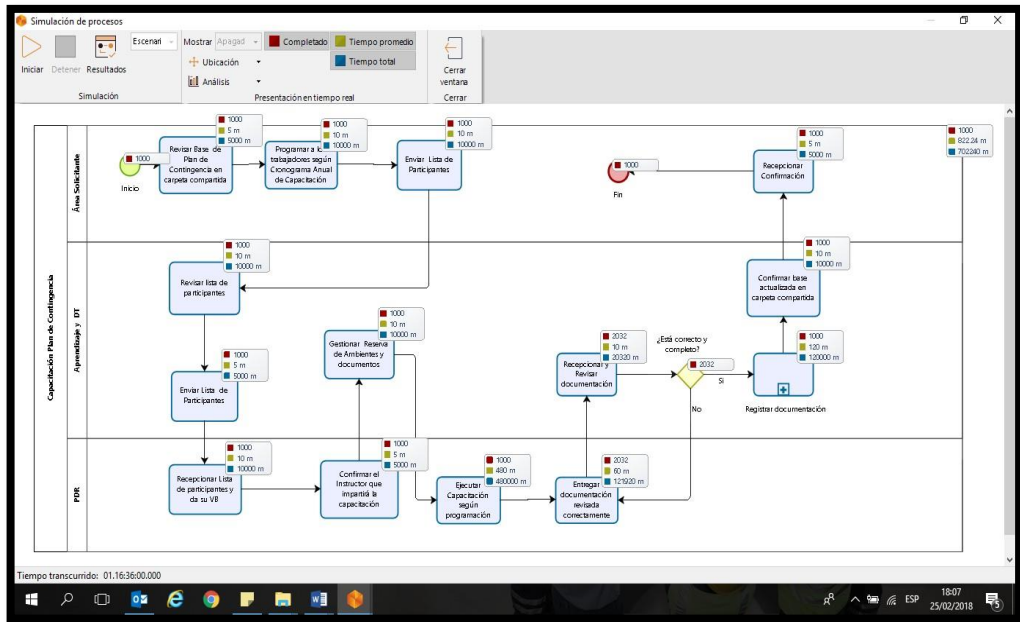 Simulación de procesos
Iniciar
Detener
Resultados
Escenari
Simulación
Mostrar
Apagad
Ubicación
Análisis
Completado
Tiempo promedio
Tiempo total
Presentación en tiempo real
Cerrar
ventana
Cerrar
Capacitación Plan de Contingencia
Área Solicitante
1000
Inicio
Revisar Base de
Plan de
Contingencia en
carpeta compartida
1000
5 m
5000 m
Programar a los
trabajadores según
Cronograma Anual
de Capacitación
1000
10 m
10000 m
Enviar Lista de
Participantes
1000
10 m
10000 m
1000
Fin
Recepcionar
Confirmación
1000
5 m
5000 m
1000
822.24 m
702240 m
Aprendizaje y DT
Revisar lista de
participantes
1000
10 m
10000 m
Enviar Lista de
Participantes
1000
5 m
5000 m
Gestionar Reserva
de Ambientes y
documentos
1000
10 m
10000 m
Recepcionar y
Revisar
documentación
2032
10 m
20320 m
¿Está correcto y
completo?
2032
Si
No
Confirmar base
actualizada en
carpeta compartida
1000
10 m
10000 m
1000
120 m
120000 m
Registrar documentación
PDR
Recepcionar Lista
de participantes y
da su VB
1000
10 m
10000 m
Confirmar el
Instructor que
impartirá la
capacitación
1000
5 m
5000 m
Ejecutar
Capacitación
según
programación
1000
480 m
480000 m
Entregar
documentación
revisada
correctamente
2032
60 m
121920 m
Tiempo transcurrido: 01.16:36:00.000
ESP
18:07
25/02/2018
5